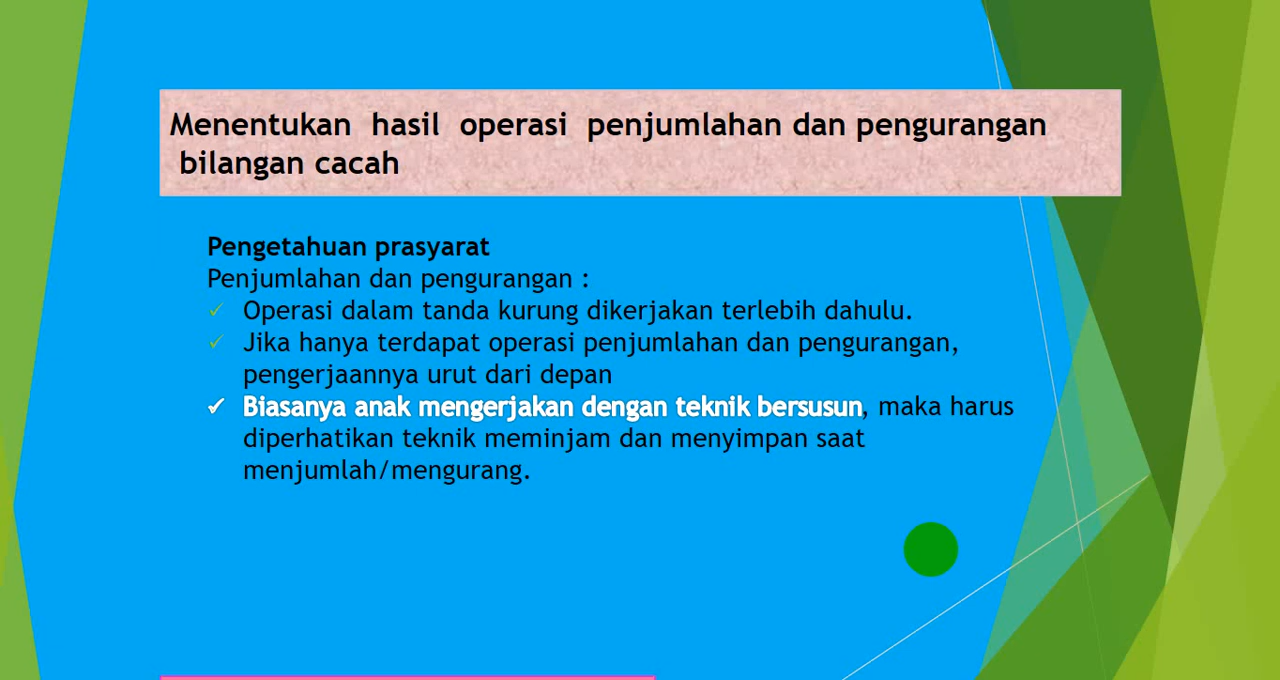 Menentukan hasil operasi penjumlahan dan pengurangan
bilangan cacah
Pengetahuan prasyarat
Penjumlahan dan pengurangan :
✓ Operasi dalam tanda kurung dikerjakan terlebih dahulu.
✓ Jika hanya terdapat operasi penjumlahan dan pengurangan,
pengerjaannya urut dari depan
✓ Biasanya anak mengerjakan dengan teknik bersusun, maka harus
diperhatikan teknik meminjam dan menyimpan saat
menjumlah/mengurang.